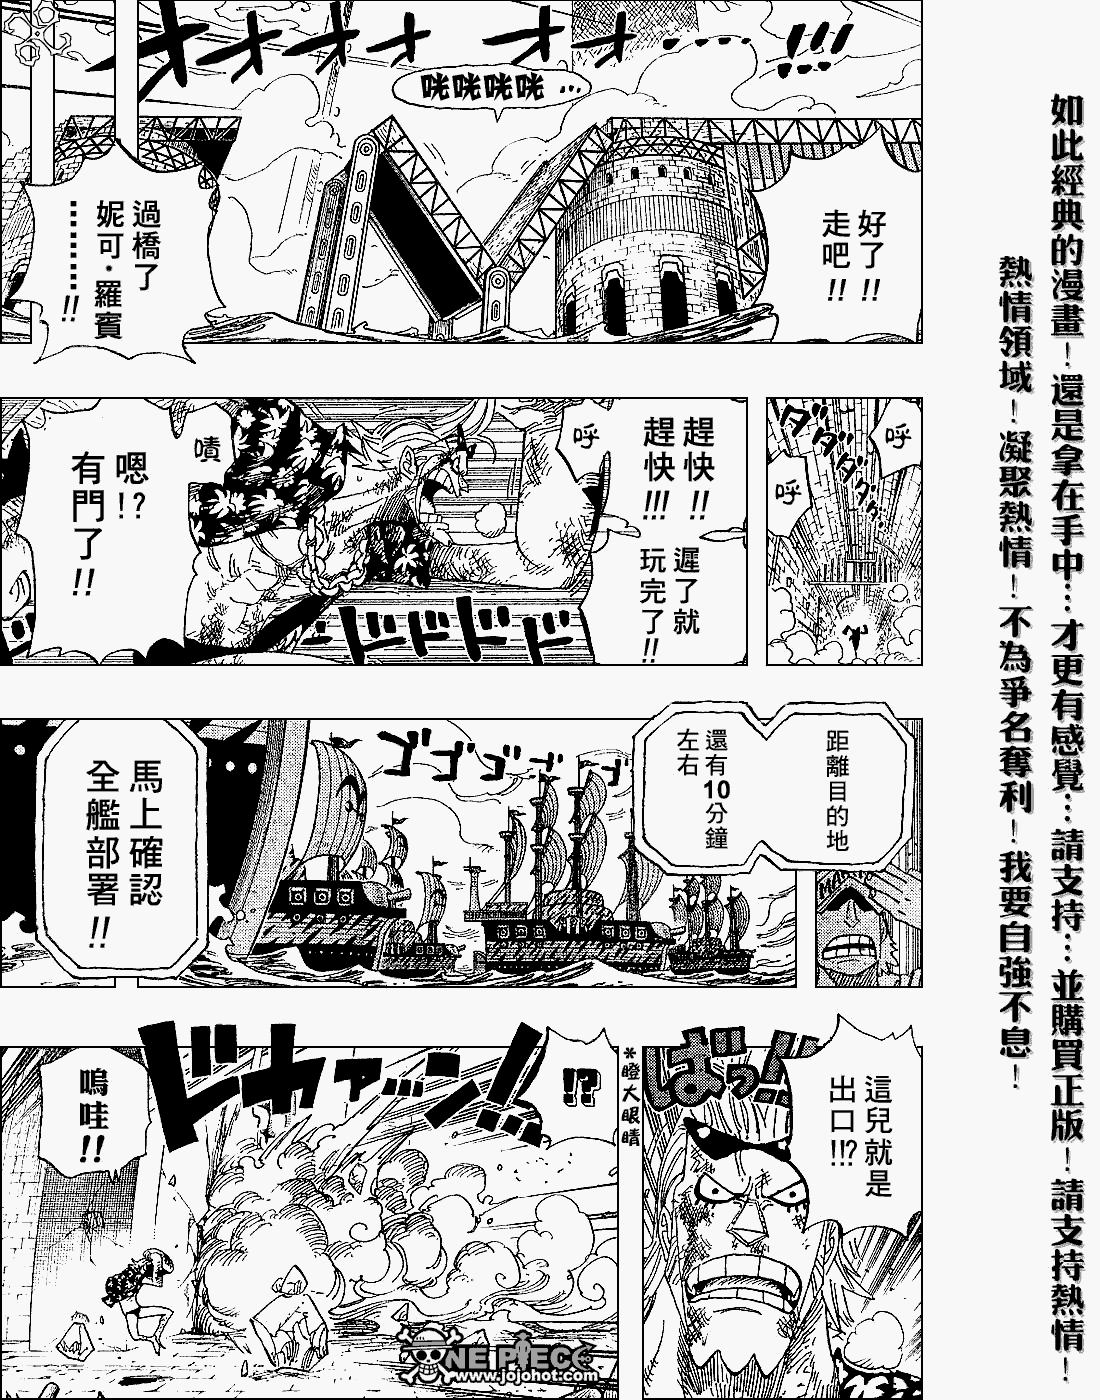 如此經典的漫畫！還是拿在手中…才更有感覺…請支持…並購買正版！請支持熱情！
熱情領域！凝聚熱情！不為爭名奪利！我要自強不息！
オオオオオ オ オ……!!!
咣咣咣咣…
好了!!
走吧!!
過橋了
妮可·羅賓
………!!
呼
呼
ダダダダダ
趕快!!
趕快!!!
遲了就
玩完了!!
呼
嘖
ドドドド
嗯!?
有門了!!
距離目的地
還有10分鐘
左右
ゴゴゴゴゴゴ
馬上確認
全艦部署!!
這兒就是
出口!!?
ばっ!!
*瞪大眼睛
!?
ドカァァン!!
嗚哇!!
ONE PIECE
www.jojohot.com